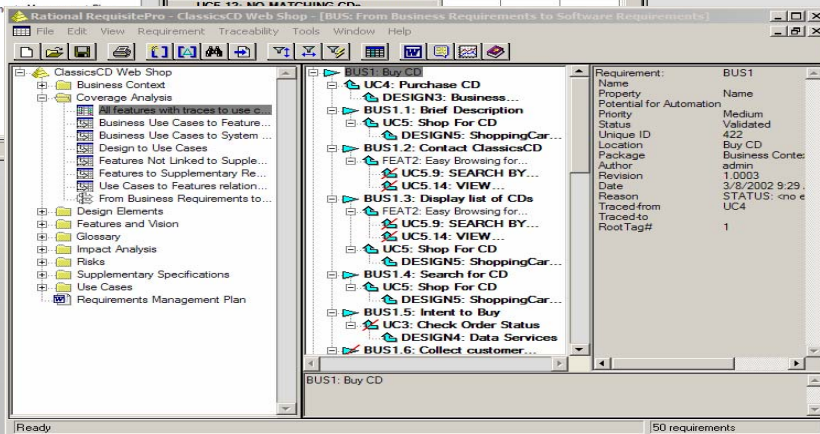 UC5.13: NO MATCHING CDs
Rational RequisitePro - ClassicsCD Web Shop - [BUS: From Business Requirements to Software Requirements]
File Edit View Requirement Traceability Tools Window Help
ClassicsCD Web Shop
Business Context
Coverage Analysis
All features with traces to use c...
Business Use Cases to Feature...
Business Use Cases to System ...
Design to Use Cases
Features Not Linked to Supple...
Features to Supplementary Re...
Use Cases to Features relation...
From Business Requirements to...
Design Elements
Features and Vision
Glossary
Impact Analysis
Risks
Supplementary Specifications
Use Cases
Requirements Management Plan
BUS1: Buy CD
UC4: Purchase CD
DESIGN3: Business...
BUS1.1: Brief Description
UC5: Shop For CD
DESIGN5: ShoppingCar...
BUS1.2: Contact ClassicsCD
FEAT2: Easy Browsing for...
UC5.9: SEARCH BY...
UC5.14: VIEW...
BUS1.3: Display list of CDs
FEAT2: Easy Browsing for...
UC5.9: SEARCH BY...
UC5.14: VIEW...
UC5: Shop For CD
DESIGN5: ShoppingCar...
BUS1.4: Search for CD
UC5: Shop For CD
DESIGN5: ShoppingCar...
BUS1.5: Intent to Buy
UC3: Check Order Status
DESIGN4: Data Services
BUS1.6: Collect customer...
Requirement: BUS1
Name
Property Name
Potential for Automation
Priority Medium
Status Validated
Unique ID 422
Location Buy CD
Package Business Conte
Author admin
Revision 1.0003
Date 3/8/2002 9:29
Reason STATUS: <no e
Traced-from UC4
Traced-to
RootTag# 1
BUS1: Buy CD
Ready
50 requirements